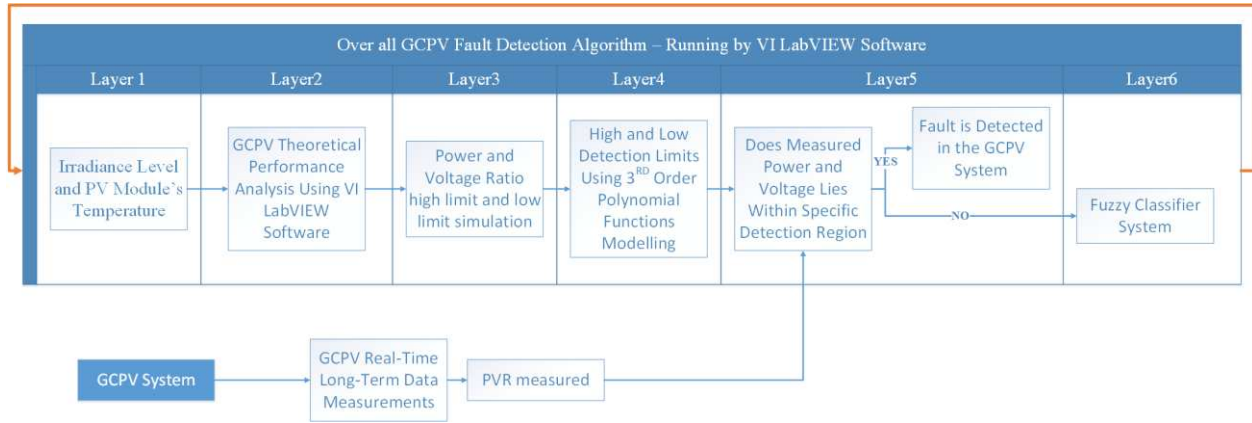 Over all GCPV Fault Detection Algorithm – Running by VI LabVIEW Software
Layer 1
Layer2
Layer3
Layer4
Layer5
Layer6
Irradiance Level
and PV Module's
Temperature
GCPV Theoretical
Performance
Analysis Using VI
LabVIEW
Software
Power and
Voltage Ratio
high limit and low
limit simulation
High and Low
Detection Limits
Using 3RD Order
Polynomial
Functions
Modelling
Does Measured
Power and
Voltage Lies
Within Specific
Detection Region
YES
NO
Fault is Detected
in the GCPV
System
Fuzzy Classifier
System
GCPV System
GCPV Real-Time
Long-Term Data
Measurements
PVR measured